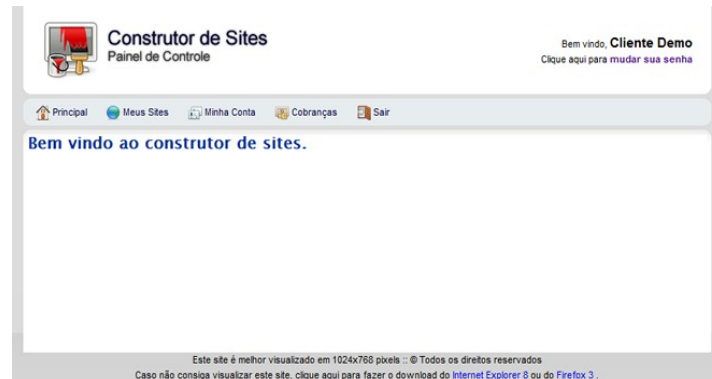 Construtor de Sites
Painel de Controle
Bem vindo, Cliente Demo
Clique aqui para mudar sua senha
Principal Meus Sites Minha Conta Cobranças Sair
Bem vindo ao construtor de sites.
Este site é melhor visualizado em 1024x768 pixels :: © Todos os direitos reservados
Caso não consiga visualizar este site, clique aqui para fazer o download do Internet Explorer 8 ou do Firefox 3 .